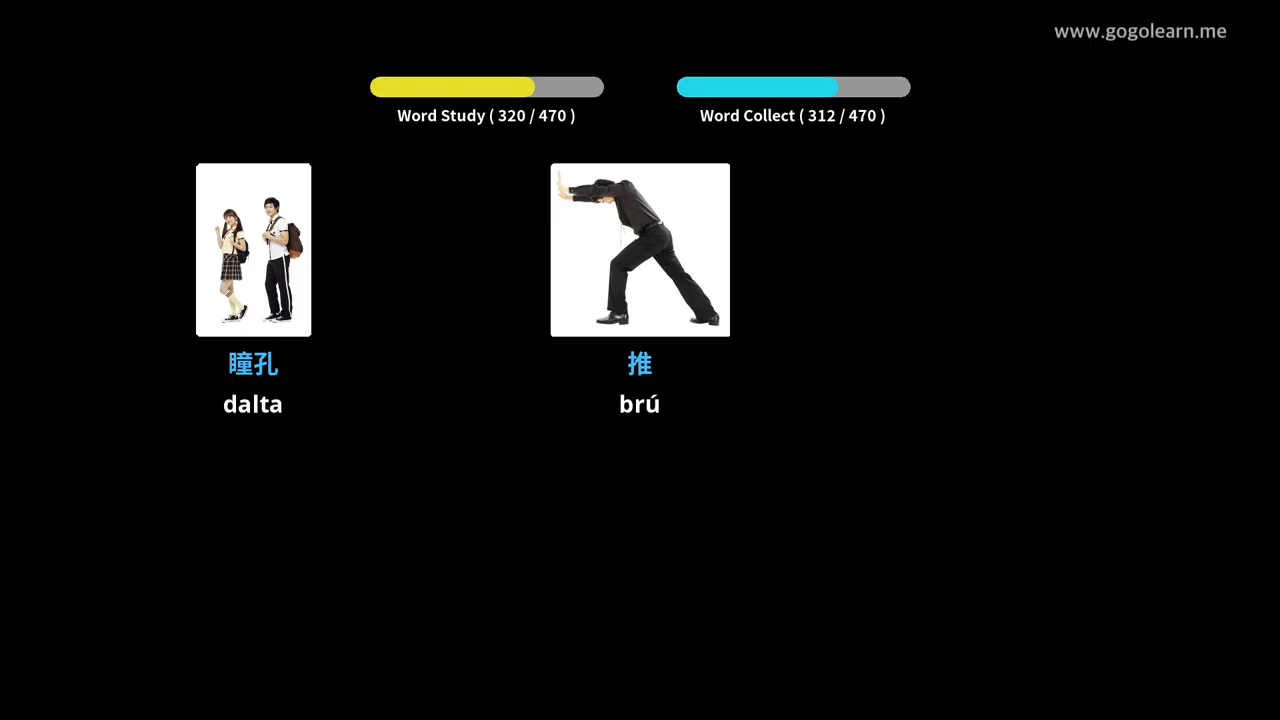 www.gogolearn.me
Word Study ( 320 / 470 )
Word Collect ( 312 / 470 )
瞳孔
dalta
推
brú